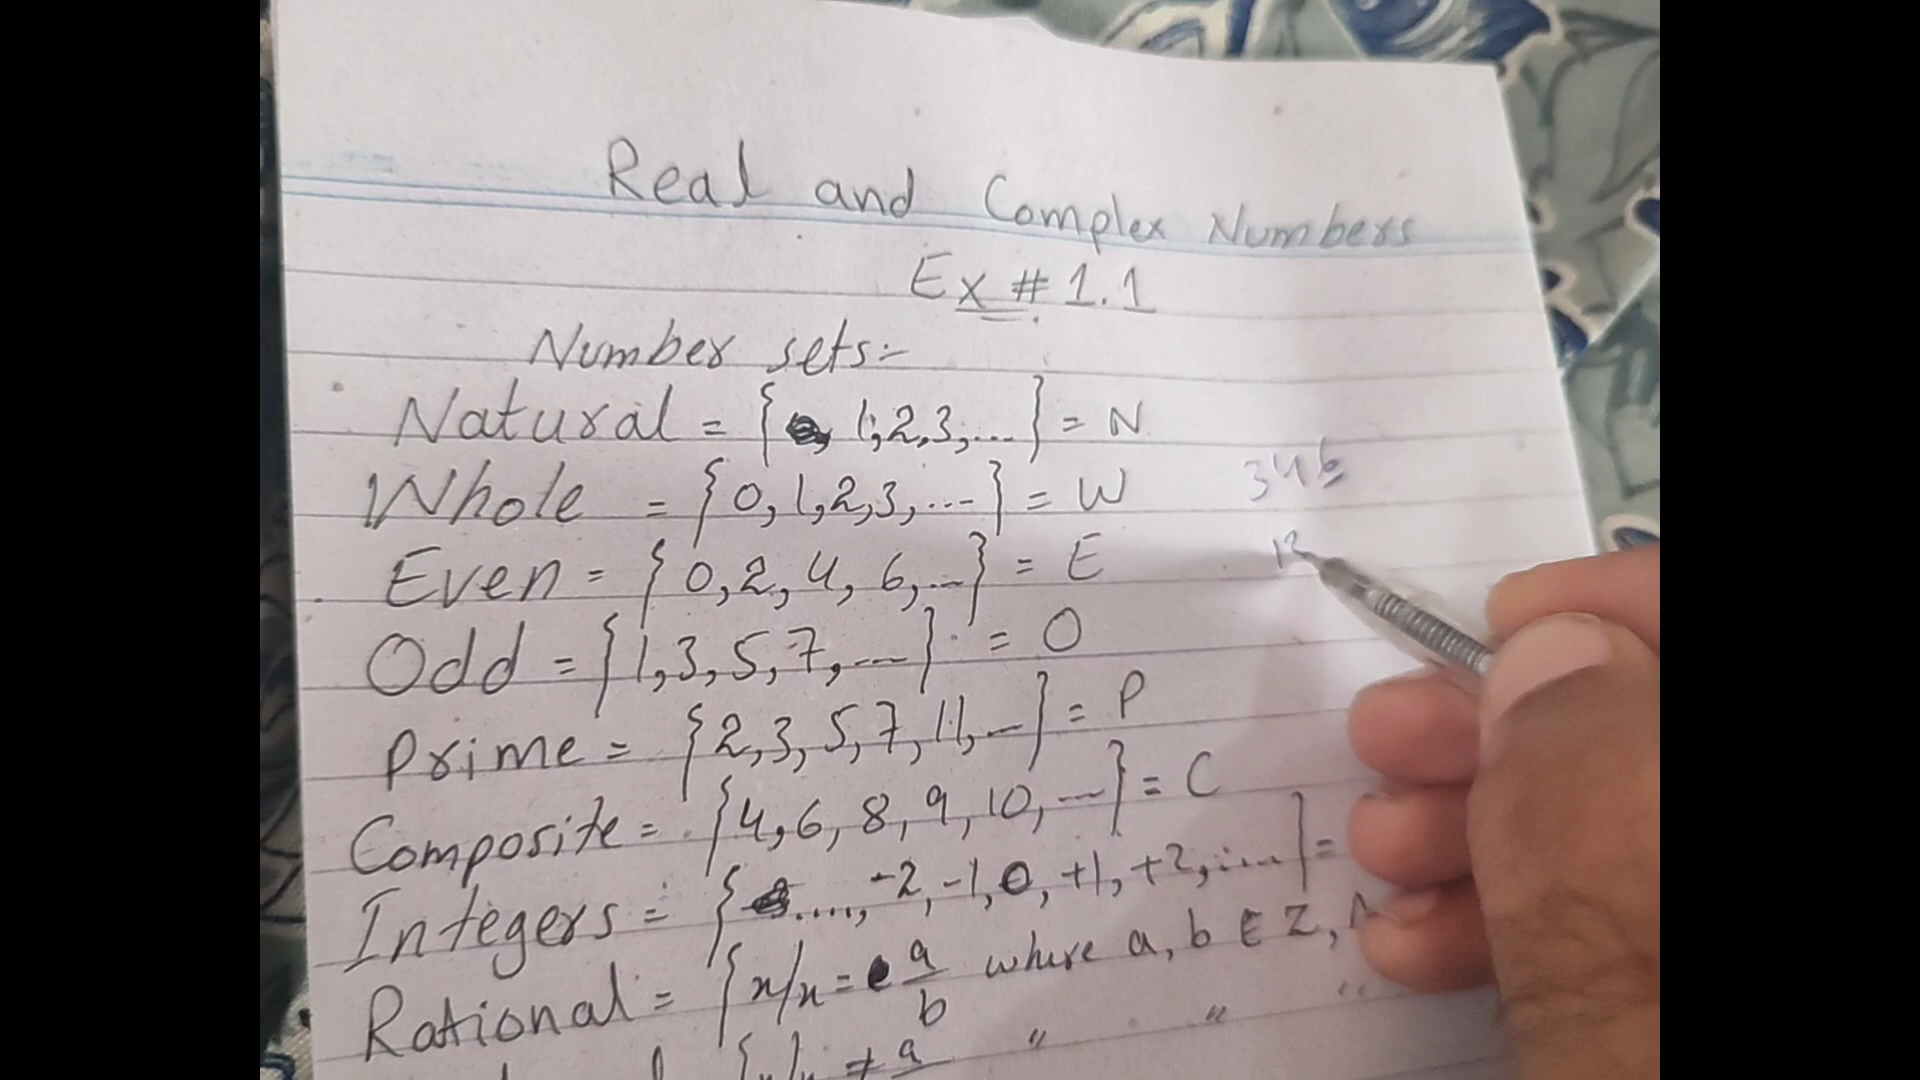 Real and Complex Numbers
Ex # 1.1
Number sets:-
Natural = { 1,2,3,... } = N
Whole = { 0,1,2,3,... } = W
346
Even = { 0,2,4,6,... } = E
Odd = { 1,3,5,7,... } = O
Prime = { 2,3,5,7,11,... } = P
Composite = { 4,6,8,9,10,... } = C
Integers = { ...., -2, -1, 0, +1, +2, .... } =
Rational = { x/x = a/b where a, b ∈ Z,
≠ a " " "